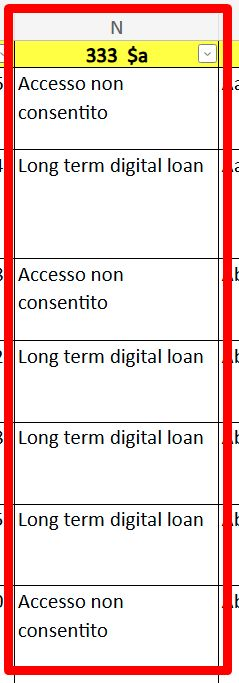 N
333 $a
Accesso non
consentito
Long term digital loan
Accesso non
consentito
Long term digital loan
Long term digital loan
Long term digital loan
Accesso non
consentito